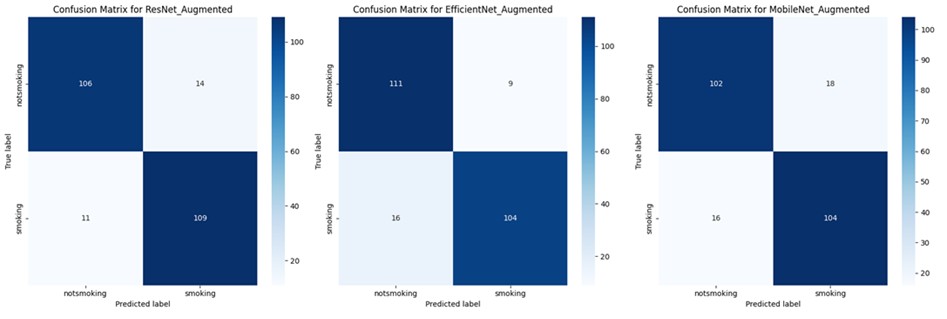 Confusion Matrix for ResNet_Augmented
notsmoking
106
14
smoking
11
109
True label
notsmoking
smoking
Predicted label
100
80
60
40
20
Confusion Matrix for EfficientNet_Augmented
notsmoking
111
9
smoking
16
104
True label
notsmoking
smoking
Predicted label
100
80
60
40
20
Confusion Matrix for MobileNet_Augmented
notsmoking
102
18
smoking
16
104
True label
notsmoking
smoking
Predicted label
100
90
80
70
60
50
40
30
20